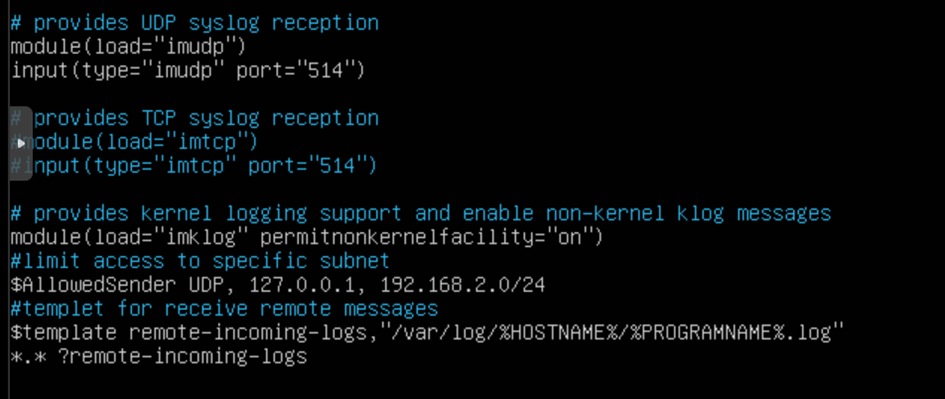 # provides UDP syslog reception
module(load="imudp")
input(type="imudp" port="514")
# provides TCP syslog reception
#module(load="imtcp")
#input(type="imtcp" port="514")
# provides kernel logging support and enable non-kernel klog messages
module(load="imklog" permitnonkernelfacility="on")
#limit access to specific subnet
$AllowedSender UDP, 127.0.0.1, 192.168.2.0/24
#templet for receive remote messages
$template remote-incoming-logs,"/var/log/%HOSTNAME%/%PROGRAMNAME%.log"
*.* ?remote-incoming-logs